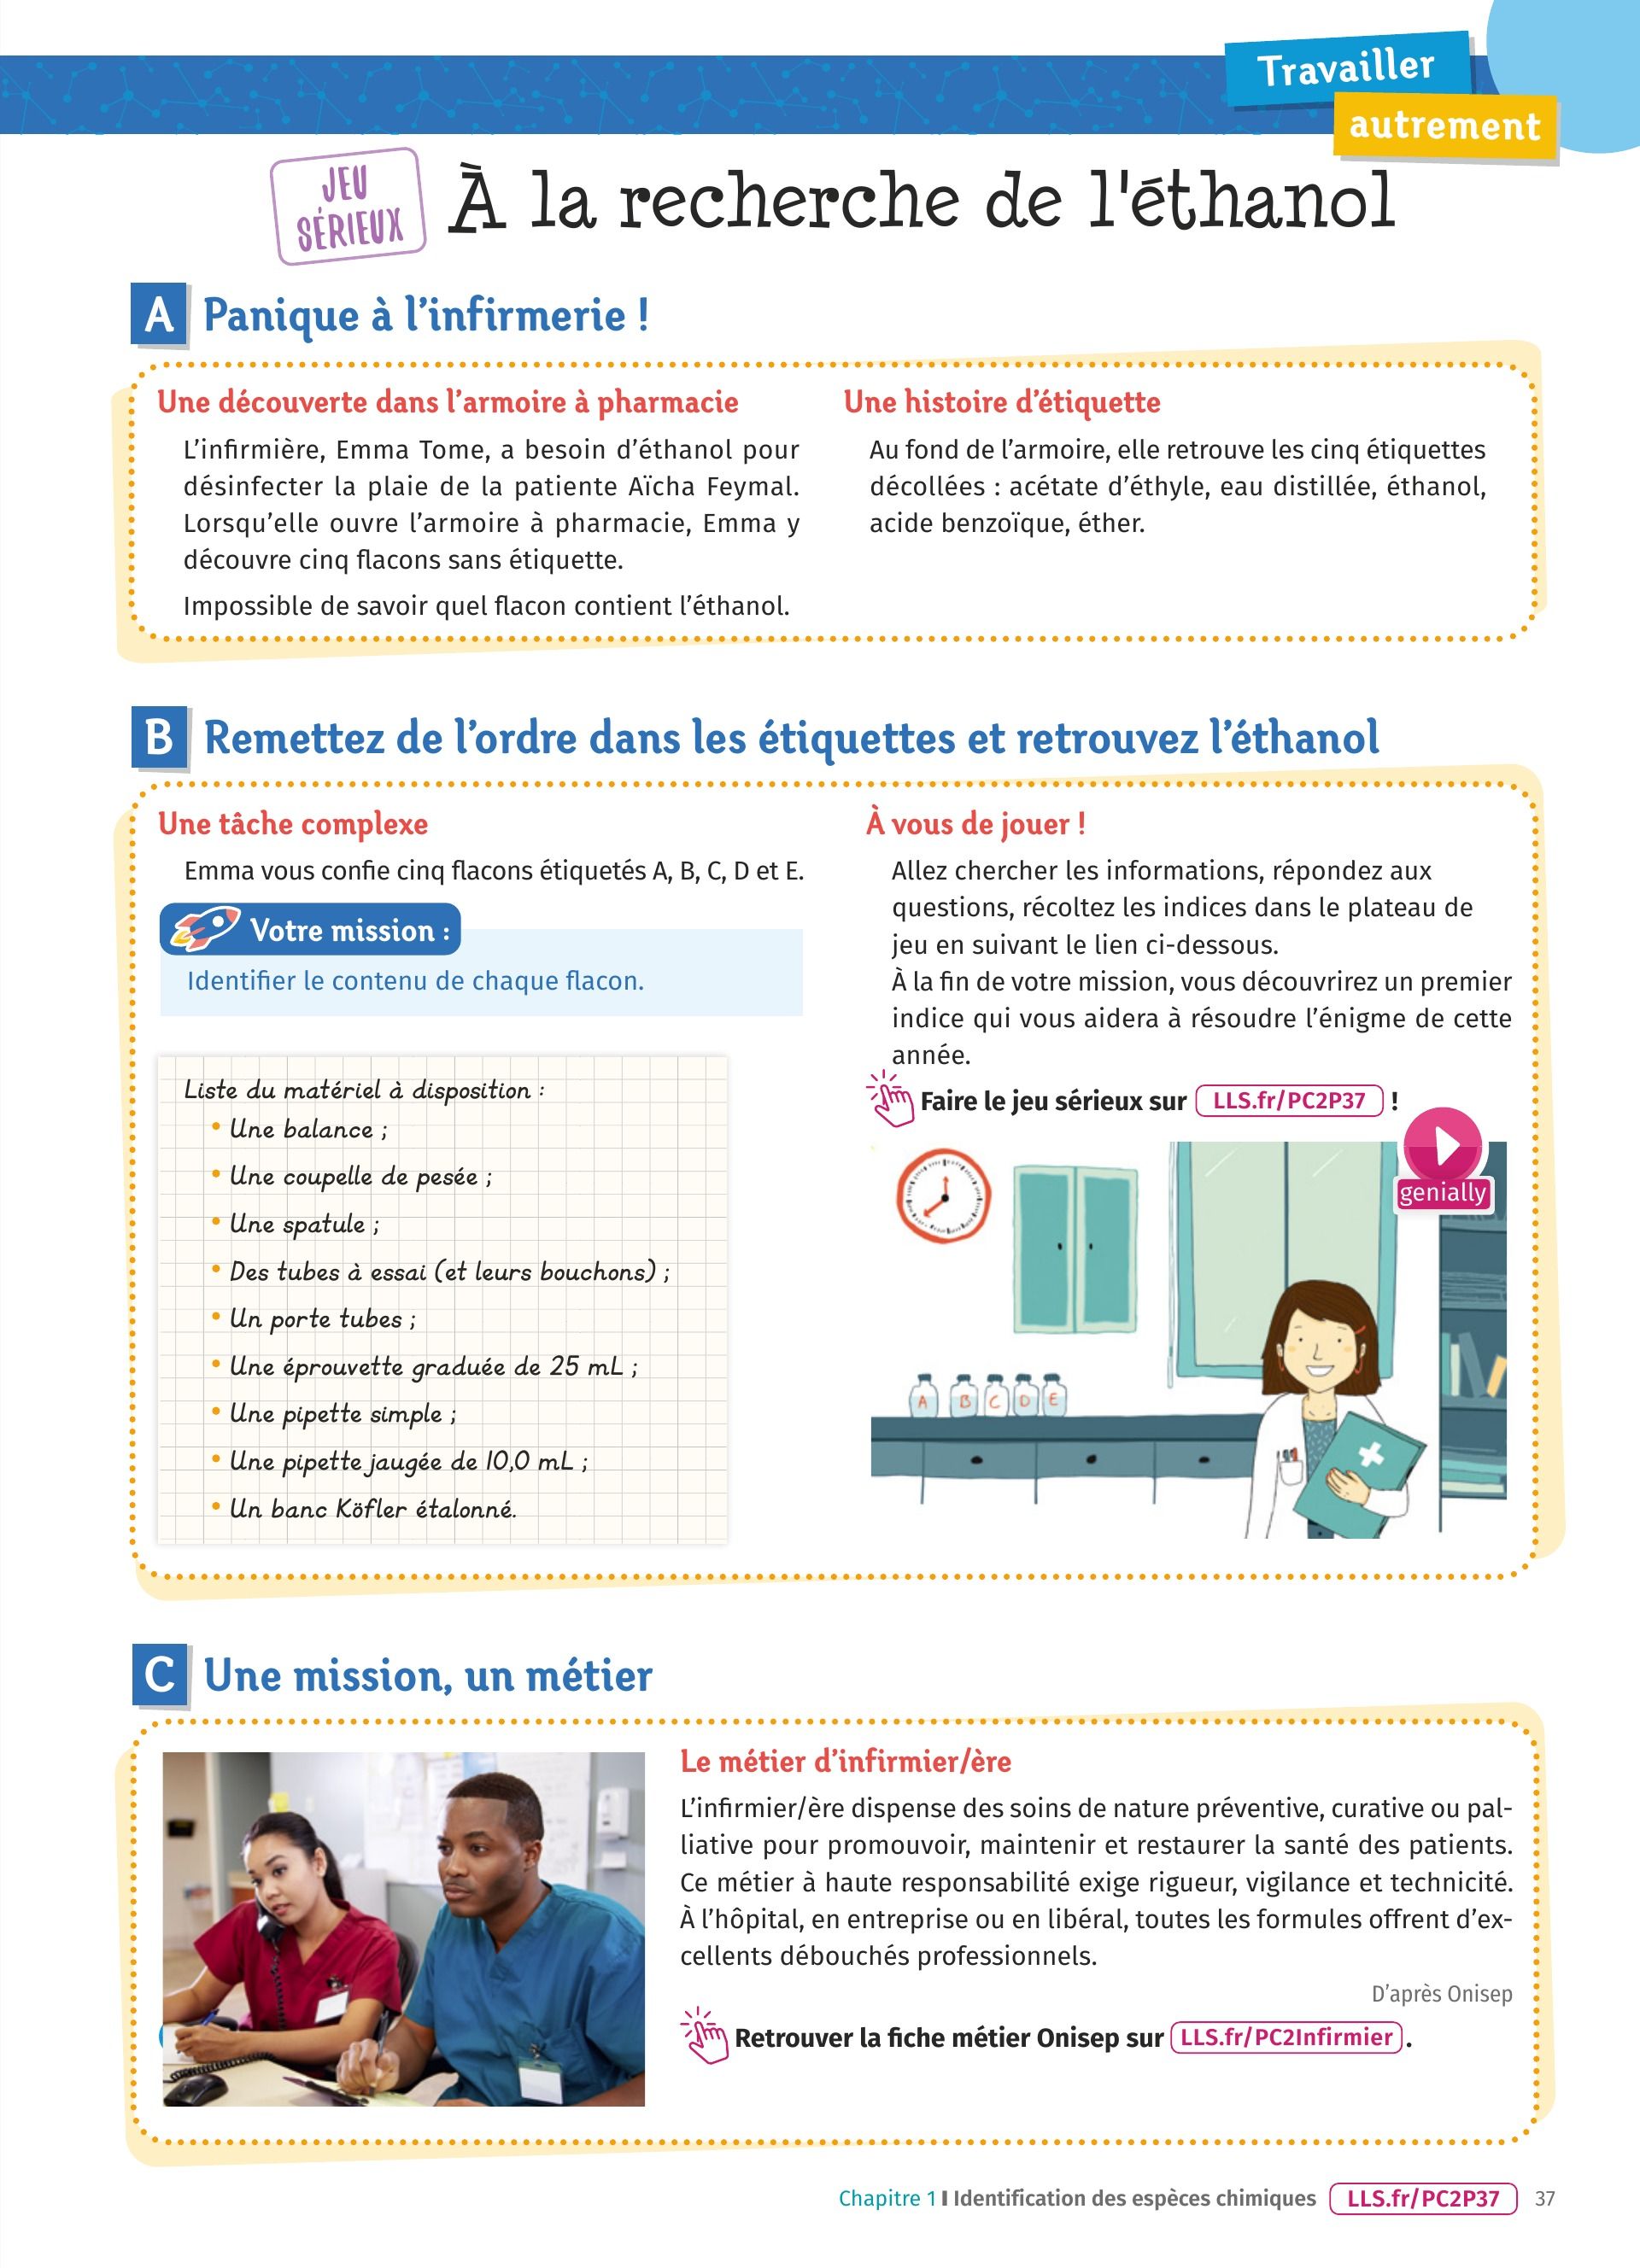 Travailler
autrement
JEU
SÉRIEUX
À la recherche de l'éthanol
A Panique à l'infirmerie !
Une découverte dans l'armoire à pharmacie
L'infirmière, Emma Tome, a besoin d'éthanol pour
désinfecter la plaie de la patiente Aïcha Feymal.
Lorsqu'elle ouvre l'armoire à pharmacie, Emma y
découvre cinq flacons sans étiquette.
Impossible de savoir quel flacon contient l'éthanol.
Une histoire d'étiquette
Au fond de l'armoire, elle retrouve les cinq étiquettes
décollées : acétate d'éthyle, eau distillée, éthanol,
acide benzoïque, éther.
B Remettez de l'ordre dans les étiquettes et retrouvez l'éthanol
Une tâche complexe
Emma vous confie cinq flacons étiquetés A, B, C, D et E.
Votre mission :
Identifier le contenu de chaque flacon.
Liste du matériel à disposition :
• Une balance ;
• Une coupelle de pesée ;
• Une spatule ;
• Des tubes à essai (et leurs bouchons) ;
• Un porte tubes ;
• Une éprouvette graduée de 25 mL ;
• Une pipette simple ;
• Une pipette jaugée de 10,0 mL ;
• Un banc Köfler étalonné.
À vous de jouer !
Allez chercher les informations, répondez aux
questions, récoltez les indices dans le plateau de
jeu en suivant le lien ci-dessous.
À la fin de votre mission, vous découvrirez un premier
indice qui vous aidera à résoudre l'énigme de cette
année.
Faire le jeu sérieux sur LLS.fr/PC2P37 !
genially
A B C D E
C Une mission, un métier
Le métier d'infirmier/ère
L'infirmier/ère dispense des soins de nature préventive, curative ou pal-
liative pour promouvoir, maintenir et restaurer la santé des patients.
Ce métier à haute responsabilité exige rigueur, vigilance et technicité.
À l'hôpital, en entreprise ou en libéral, toutes les formules offrent d'ex-
cellents débouchés professionnels.
D'après Onisep
Retrouver la fiche métier Onisep sur LLS.fr/PC2Infirmier .
Chapitre 1 I Identification des espèces chimiques LLS.fr/PC2P37 37